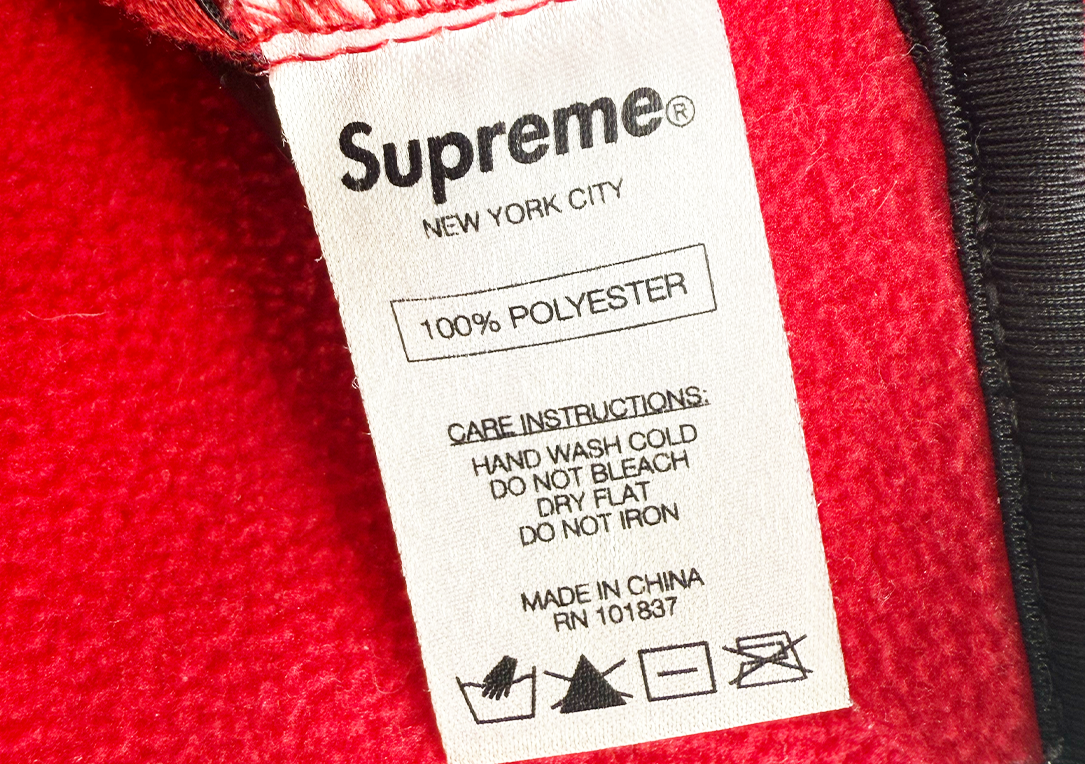 Supreme®
NEW YORK CITY
100% POLYESTER
CARE INSTRUCTIONS:
HAND WASH COLD
DO NOT BLEACH
DRY FLAT
DO NOT IRON
MADE IN CHINA
RN 101837